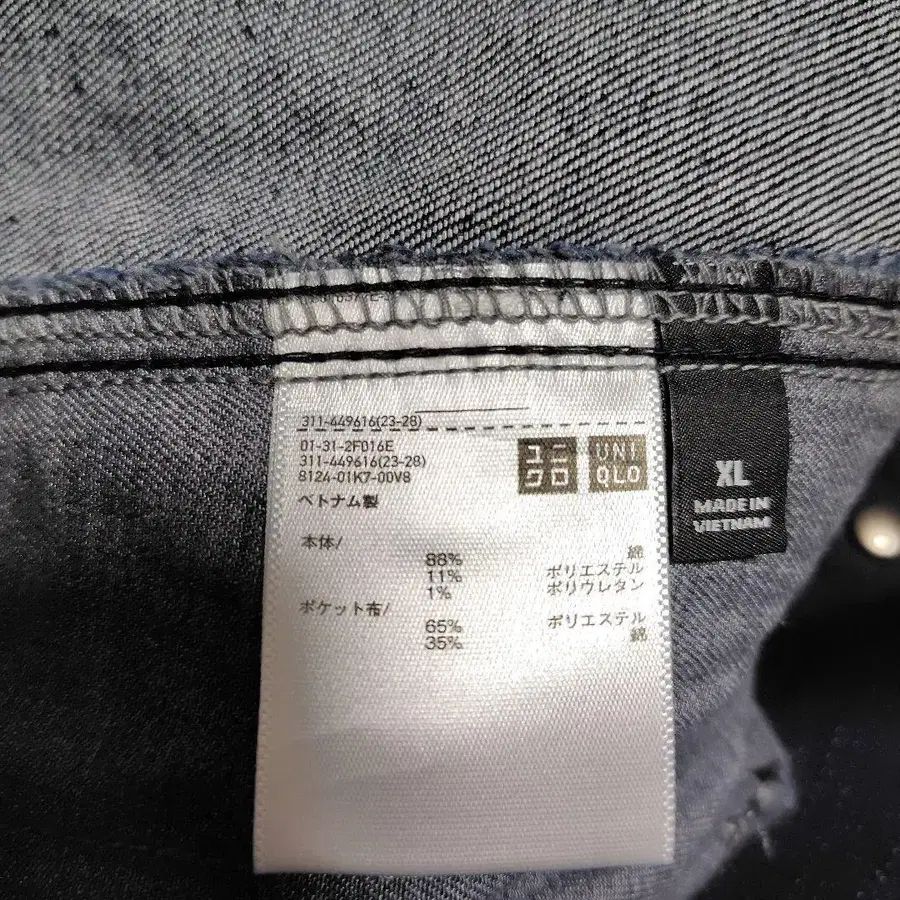 311-449616(23-28)
01-31-2F016E
311-449616(23-28)
8124-01K7-00V8
ベトナム製
ユニクロ
UNI
QLO
本体/
88% 綿
11% ポリエステル
1% ポリウレタン
ポケット布/
65% ポリエステル
35% 綿
XL
MADE IN
VIETNAM